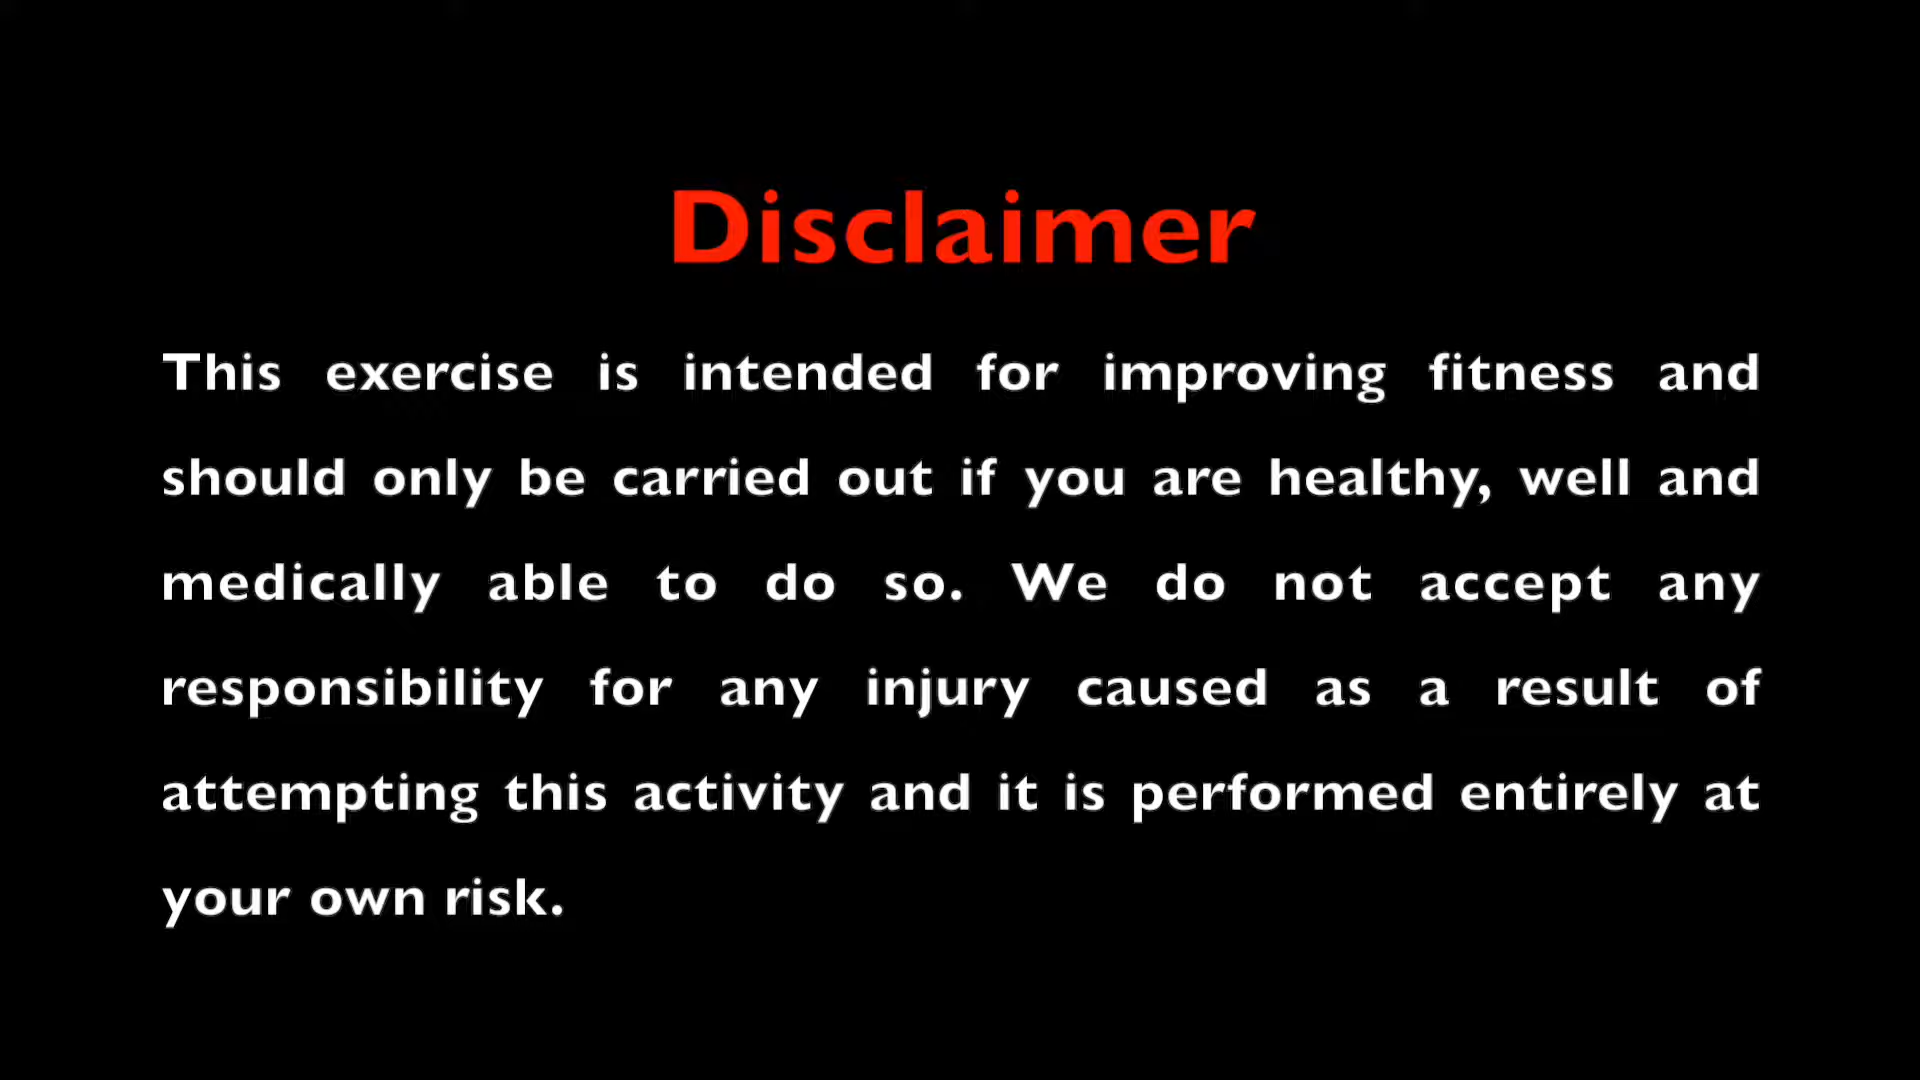 Disclaimer
This exercise is intended for improving fitness and
should only be carried out if you are healthy, well and
medically able to do so. We do not accept any
responsibility for any injury caused as a result of
attempting this activity and it is performed entirely at
your own risk.